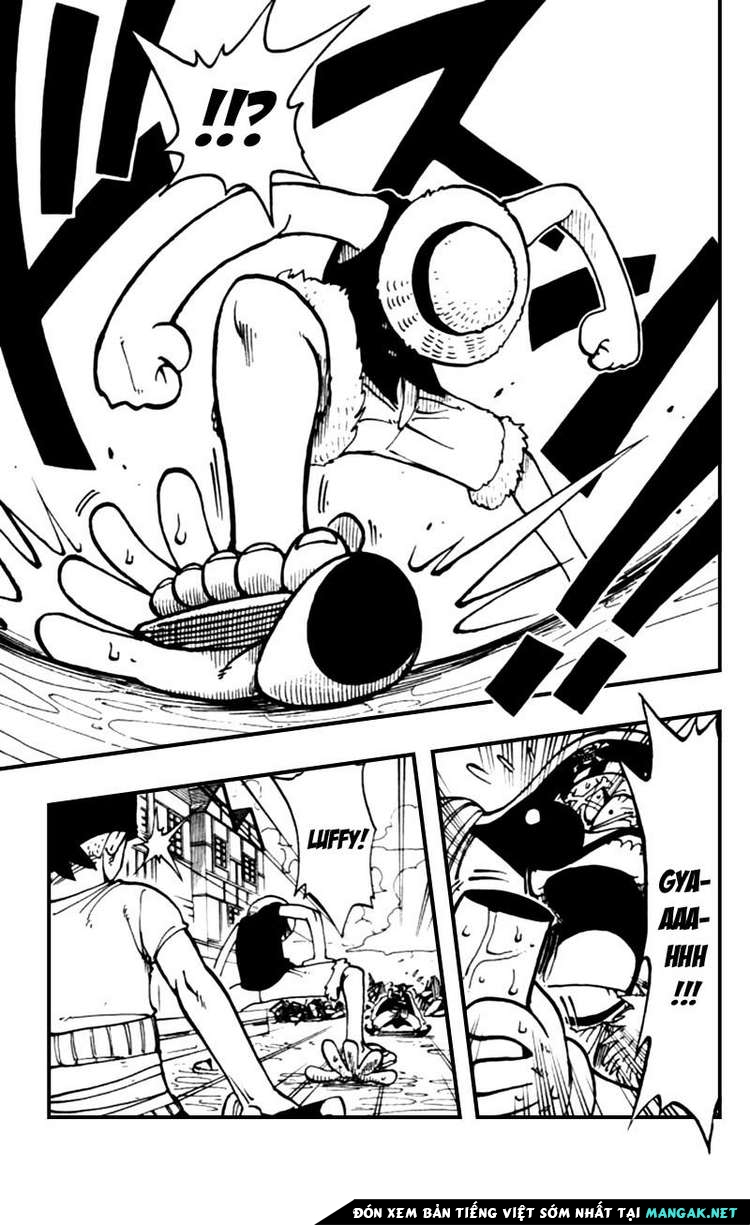 !!?
GYA-
AAA-
HHH
!!!
LUFFY!
ĐÓN XEM BẢN TIẾNG VIỆT SỚM NHẤT TẠI MANGAK.NET